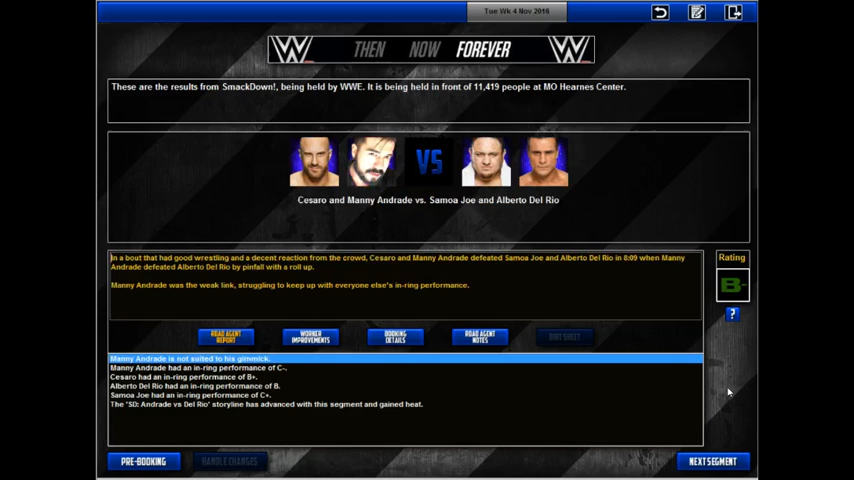 Tue Wk 4 Nov 2016
W THEN NOW FOREVER W
These are the results from SmackDown!, being held by WWE. It is being held in front of 11,419 people at MO Hearnes Center.
VS
Cesaro and Manny Andrade vs. Samoa Joe and Alberto Del Rio
In a bout that had good wrestling and a decent reaction from the crowd, Cesaro and Manny Andrade defeated Samoa Joe and Alberto Del Rio in 8:09 when Manny
Andrade defeated Alberto Del Rio by pinfall with a roll up.
Manny Andrade was the weak link, struggling to keep up with everyone else's in-ring performance.
Rating
B-
?
ROAD AGENT
REPORT
WORKER
IMPROVEMENTS
BOOKING
DETAILS
ROAD AGENT
NOTES
DIRT SHEET
Manny Andrade is not suited to his gimmick.
Manny Andrade had an in-ring performance of C-.
Cesaro had an in-ring performance of B+.
Alberto Del Rio had an in-ring performance of B.
Samoa Joe had an in-ring performance of C+.
The 'SD: Andrade vs Del Rio' storyline has advanced with this segment and gained heat.
PRE-BOOKING
HANDLE CHANGES
NEXT SEGMENT